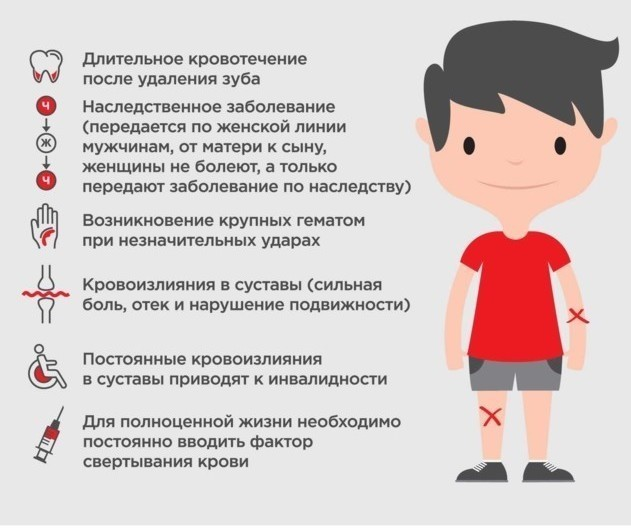 Длительное кровотечение
после удаления зуба
Ч
Ж
Ч
Наследственное заболевание
(передается по женской линии
мужчинам, от матери к сыну,
женщины не болеют, а только
передают заболевание по наследству)
Возникновение крупных гематом
при незначительных ударах
Кровоизлияния в суставы (сильная
боль, отек и нарушение подвижности)
Постоянные кровоизлияния
в суставы приводят к инвалидности
Для полноценной жизни необходимо
постоянно вводить фактор
свертывания крови